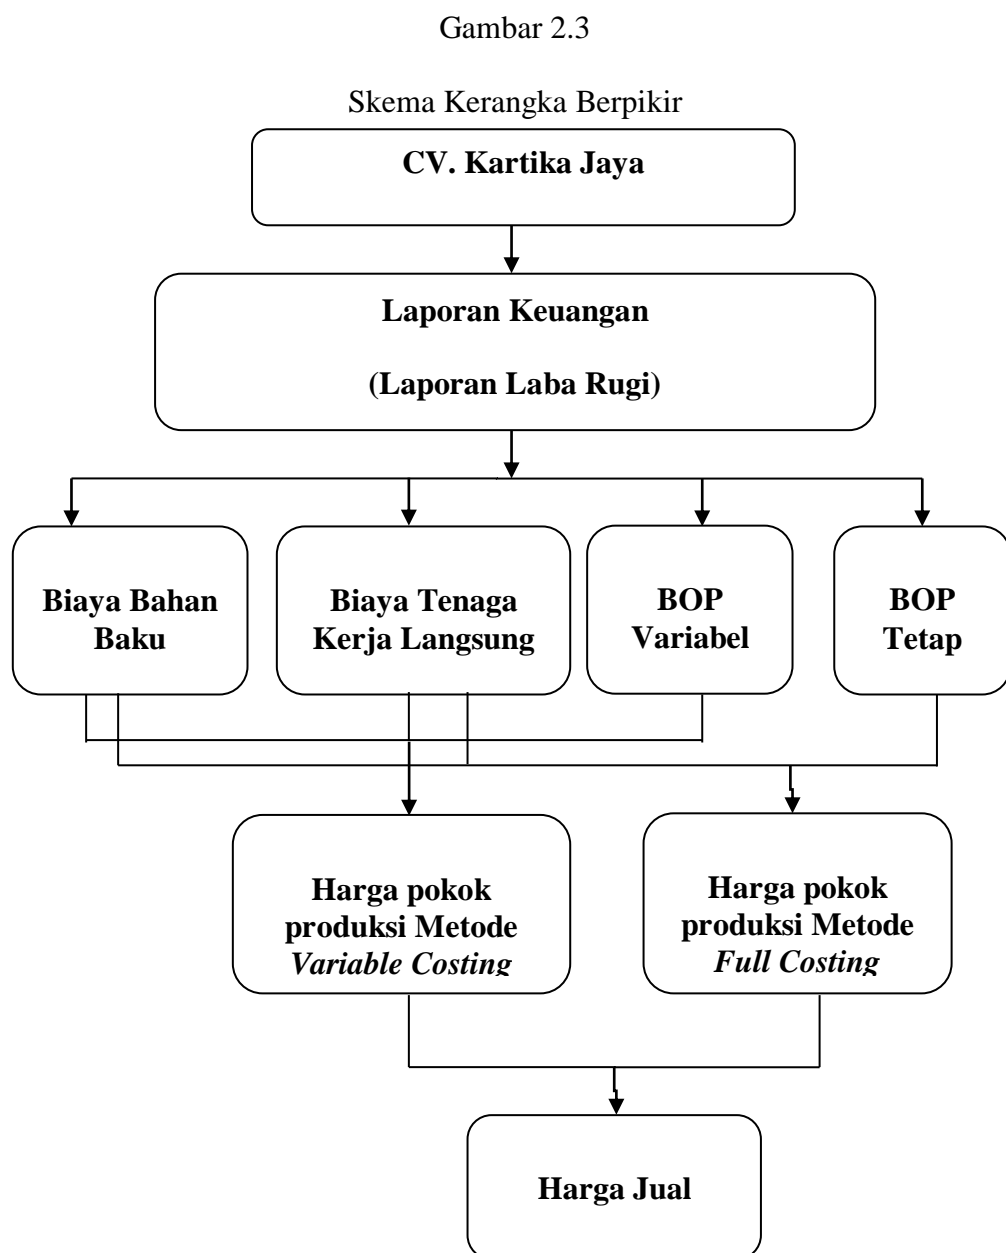 Gambar 2.3
Skema Kerangka Berpikir
CV. Kartika Jaya
Laporan Keuangan
(Laporan Laba Rugi)
Biaya Bahan
Baku
Biaya Tenaga
Kerja Langsung
BOP
Variabel
BOP
Tetap
Harga pokok
produksi Metode
Variable Costing
Harga pokok
produksi Metode
Full Costing
Harga Jual